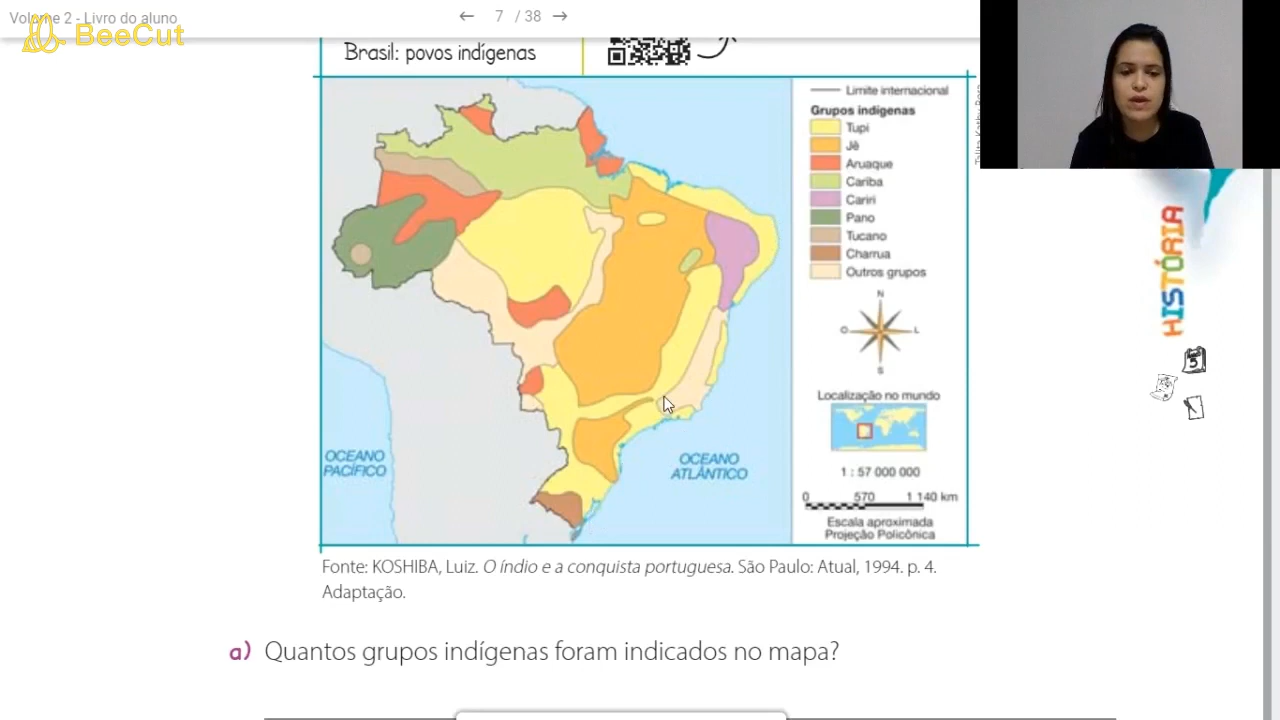 Volume 2 - Livro do aluno
7 / 38
BeeCut
Brasil: povos indígenas
Limite internacional
Grupos indígenas
Tupi
Jê
Aruaque
Cariba
Cariri
Pano
Tucano
Charrua
Outros grupos
N
O L
S
Localização no mundo
1 : 57 000 000
0 570 1 140 km
Escala aproximada
Projeção Policônica
OCEANO
PACÍFICO
OCEANO
ATLÂNTICO
HISTÓRIA
5
Fonte: KOSHIBA, Luiz. O índio e a conquista portuguesa. São Paulo: Atual, 1994. p. 4.
Adaptação.
a) Quantos grupos indígenas foram indicados no mapa?